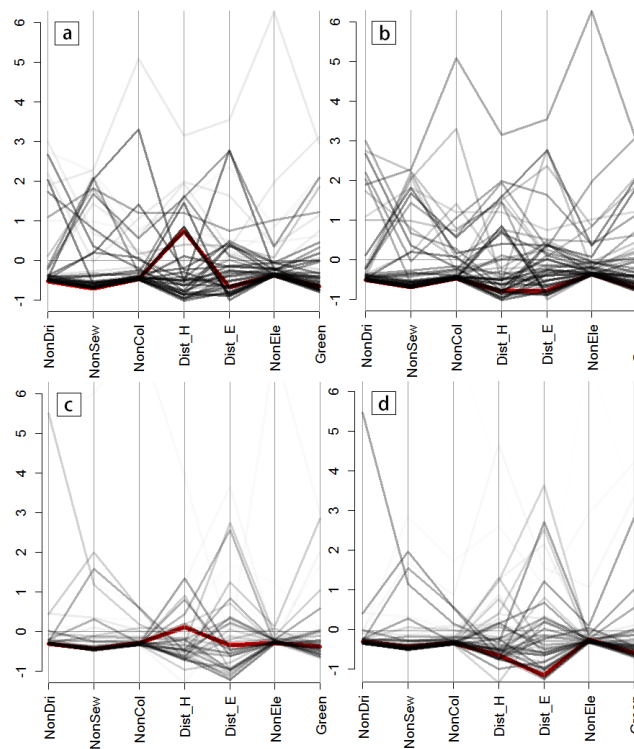 a
6
5
4
3
2
1
0
-1
NonDri
NonSew
NonCol
Dist_H
Dist_E
NonEle
Green
b
6
5
4
3
2
1
0
-1
NonDri
NonSew
NonCol
Dist_H
Dist_E
NonEle
c
6
5
4
3
2
1
0
-1
NonDri
NonSew
NonCol
Dist_H
Dist_E
NonEle
Green
d
6
5
4
3
2
1
0
-1
NonDri
NonSew
NonCol
Dist_H
Dist_E
NonEle